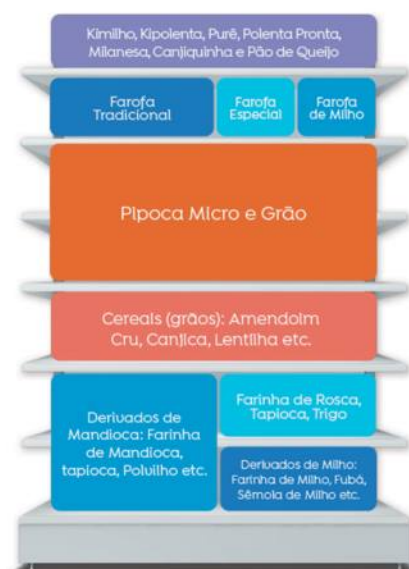 Kimilho, Kipolenta, Purê, Polenta Pronta,
Milanesa, Canjiquinha e Pão de Queijo
Farofa
Tradicional
Farofa
Especial
Farofa
de Milho
Pipoca Micro e Grão
Cereais (grãos): Amendoim
Cru, Canjica, Lentilha etc.
Derivados de
Mandioca: Farinha
de Mandioca,
tapioca, Polvilho etc.
Farinha de Rosca,
Tapioca, Trigo
Derivados de Milho:
Farinha de Milho, Fubá,
Sêmola de Milho etc.